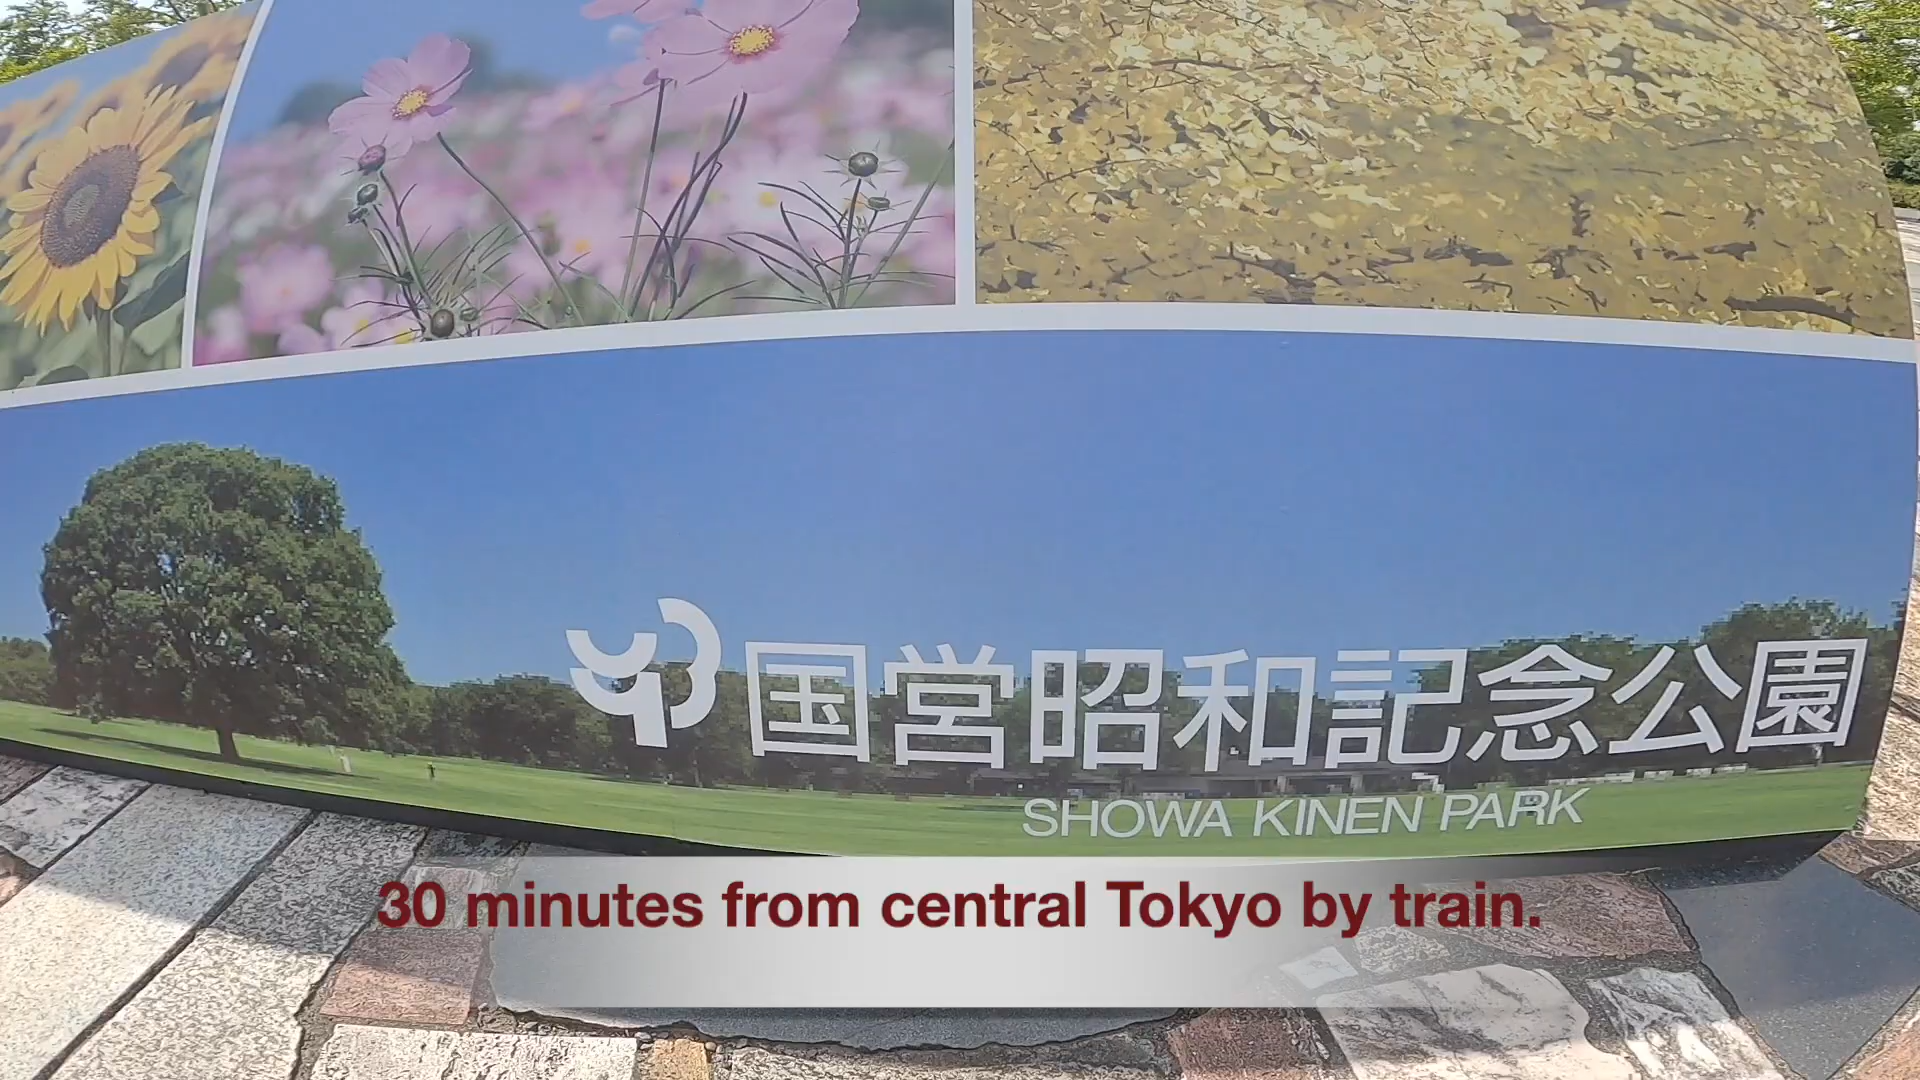 国営昭和記念公園
SHOWA KINEN PARK
30 minutes from central Tokyo by train.